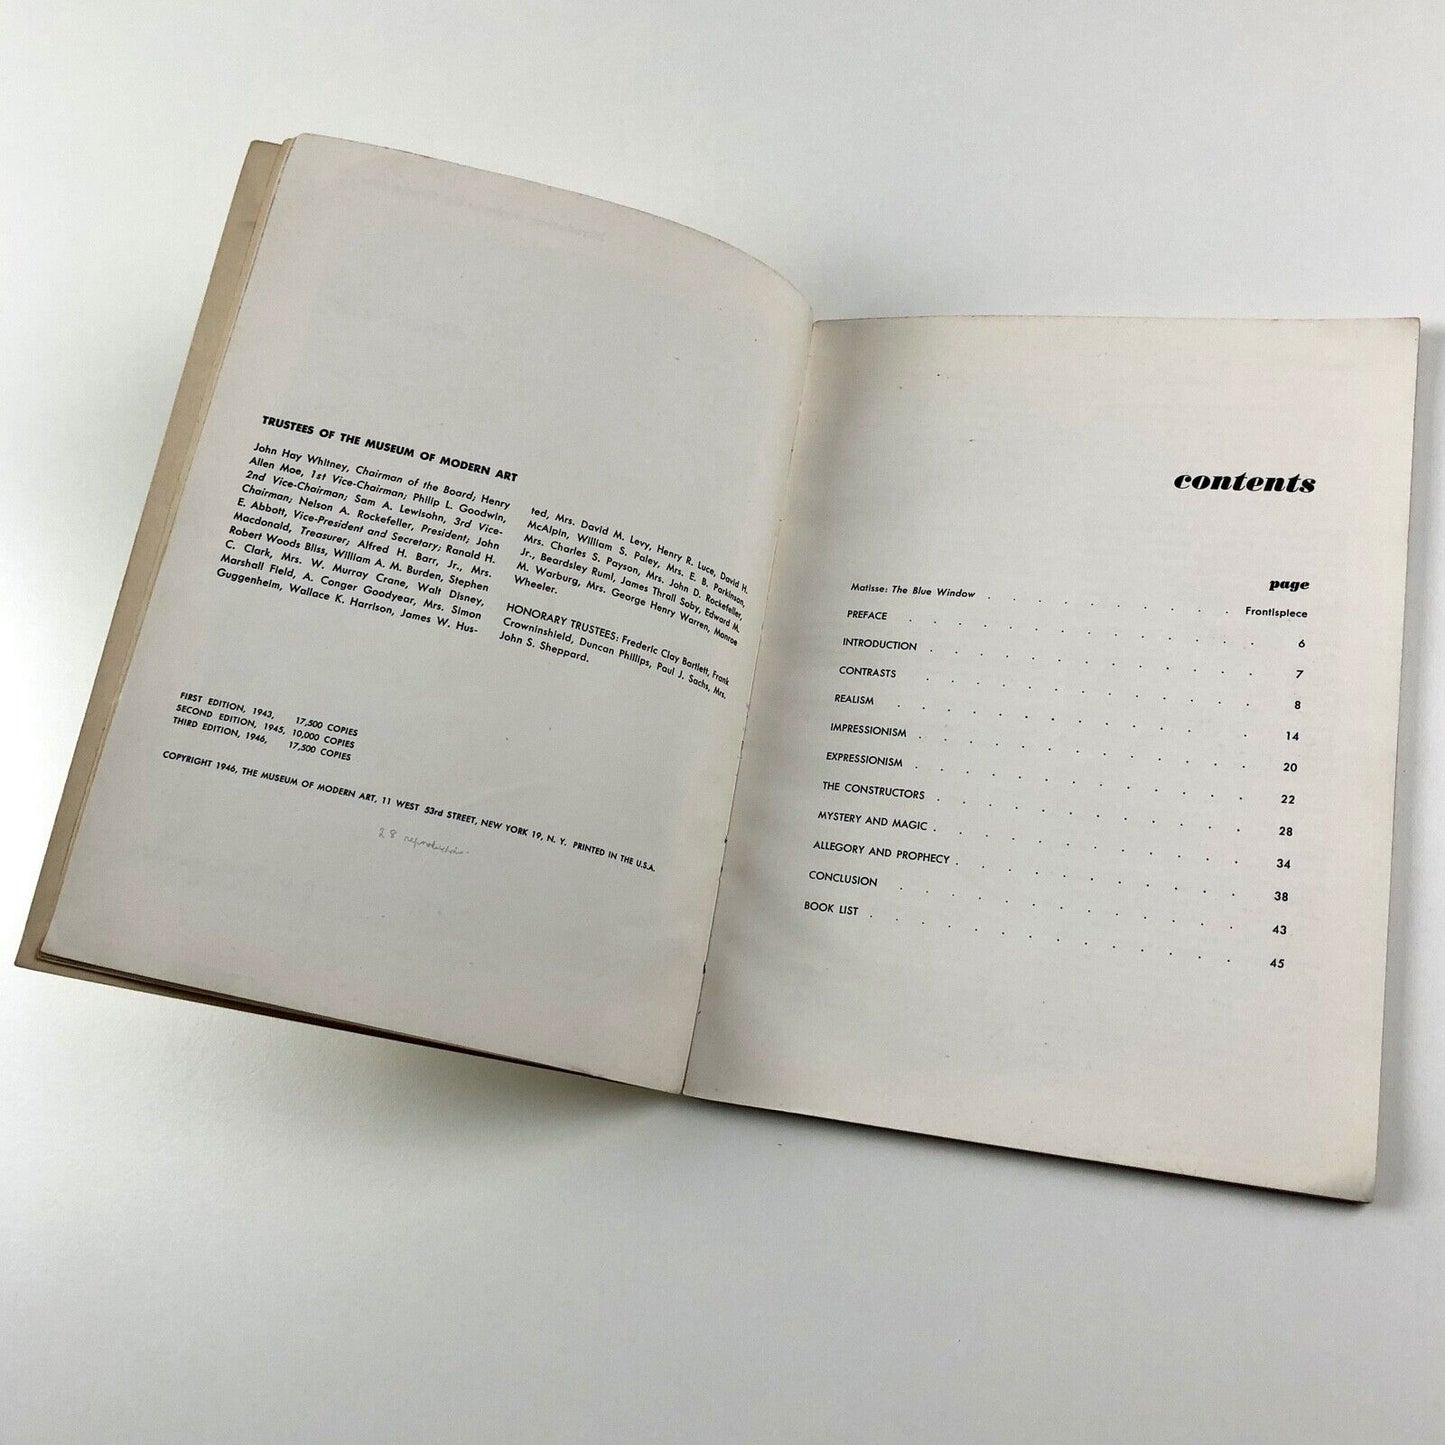 TRUSTEES OF THE MUSEUM OF MODERN ART
John Hay Whitney, Chairman of the Board; Henry
Allen Moe, 1st Vice-Chairman; Philip L. Goodwin,
2nd Vice-Chairman; Sam A. Lewisohn, 3rd Vice-
Chairman; Nelson A. Rockefeller, President; John
E. Abbott, Vice-President and Secretary; Ranald H.
Macdonald, Treasurer; Alfred H. Barr, Jr., Mrs.
Robert Woods Bliss, William A. M. Burden, Stephen
C. Clark, Mrs. W. Murray Crane, Walt Disney,
Marshall Field, A. Conger Goodyear, Mrs. Simon
Guggenheim, Wallace K. Harrison, James W. Hus-
ted, Mrs. David M. Levy, Henry R. Luce, David H.
McAlpin, William S. Paley, Mrs. E. B. Parkinson,
Mrs. Charles S. Payson, Mrs. John D. Rockefeller,
Jr., Beardsley Ruml, James Thrall Soby, Edward M.
M. Warburg, Mrs. George Henry Warren, Monroe
Wheeler.
HONORARY TRUSTEES: Frederic Clay Bartlett, Frank
Crowninshield, Duncan Phillips, Paul J. Sachs, Mrs.
John S. Sheppard.
FIRST EDITION, 1943, 17,500 COPIES
SECOND EDITION, 1945, 10,000 COPIES
THIRD EDITION, 1946, 17,500 COPIES
COPYRIGHT 1946, THE MUSEUM OF MODERN ART, 11 WEST 53rd STREET, NEW YORK 19, N. Y. PRINTED IN THE U.S.A.
28 reproductions
contents
page
Matisse: The Blue Window . . . . . . . . . . Frontispiece
PREFACE . . . . . . . . . . . . . . 6
INTRODUCTION . . . . . . . . . . . . . 7
CONTRASTS . . . . . . . . . . . . . 8
REALISM . . . . . . . . . . . . . . 14
IMPRESSIONISM . . . . . . . . . . . . . 20
EXPRESSIONISM . . . . . . . . . . . . . 22
THE CONSTRUCTORS . . . . . . . . . . . . 28
MYSTERY AND MAGIC . . . . . . . . . . . . 34
ALLEGORY AND PROPHECY . . . . . . . . . . . 38
CONCLUSION . . . . . . . . . . . . . 43
BOOK LIST . . . . . . . . . . . . . . 45